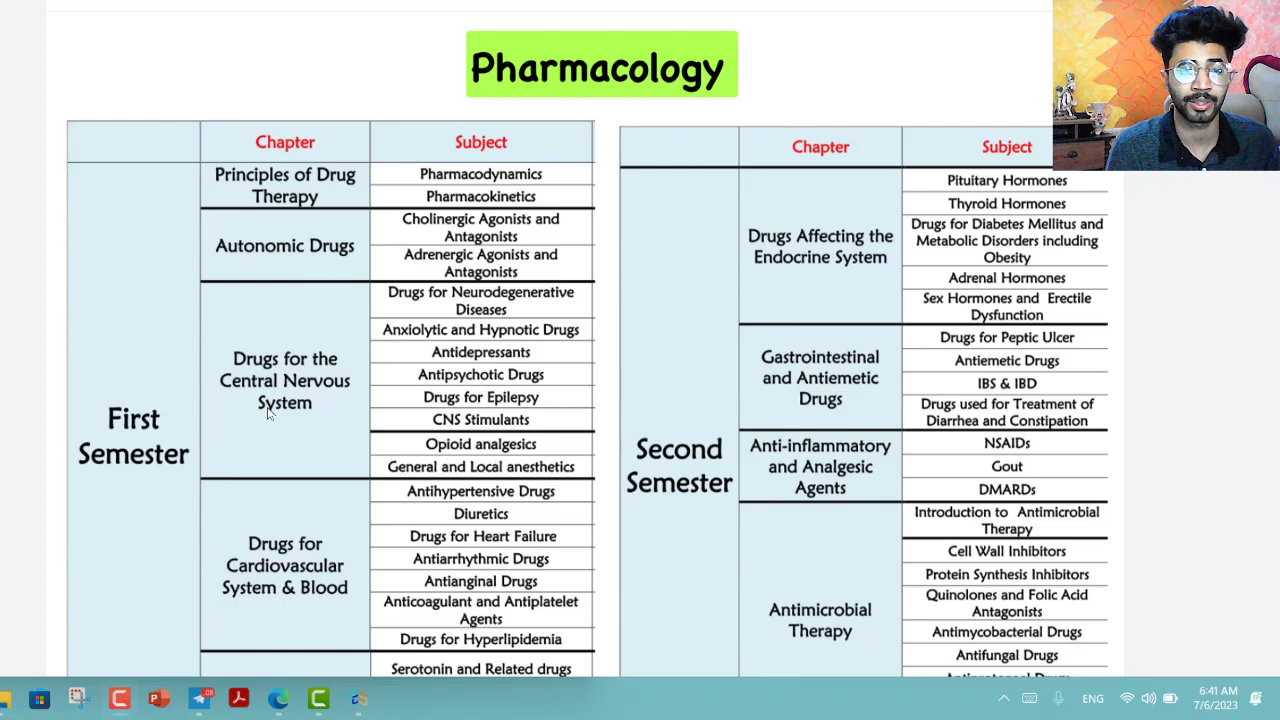 Pharmacology
Chapter
Subject
First
Semester
Principles of Drug
Therapy
Pharmacodynamics
Pharmacokinetics
Autonomic Drugs
Cholinergic Agonists and
Antagonists
Adrenergic Agonists and
Antagonists
Drugs for the
Central Nervous
System
Drugs for Neurodegenerative
Diseases
Anxiolytic and Hypnotic Drugs
Antidepressants
Antipsychotic Drugs
Drugs for Epilepsy
CNS Stimulants
Opioid analgesics
General and Local anesthetics
Drugs for
Cardiovascular
System & Blood
Antihypertensive Drugs
Diuretics
Drugs for Heart Failure
Antiarrhythmic Drugs
Antianginal Drugs
Anticoagulant and Antiplatelet
Agents
Drugs for Hyperlipidemia
Serotonin and Related drugs
Chapter
Subject
Second
Semester
Drugs Affecting the
Endocrine System
Pituitary Hormones
Thyroid Hormones
Drugs for Diabetes Mellitus and
Metabolic Disorders including
Obesity
Adrenal Hormones
Sex Hormones and Erectile
Dysfunction
Gastrointestinal
and Antiemetic
Drugs
Drugs for Peptic Ulcer
Antiemetic Drugs
IBS & IBD
Drugs used for Treatment of
Diarrhea and Constipation
Anti-inflammatory
and Analgesic
Agents
NSAIDs
Gout
DMARDs
Antimicrobial
Therapy
Introduction to Antimicrobial
Therapy
Cell Wall Inhibitors
Protein Synthesis Inhibitors
Quinolones and Folic Acid
Antagonists
Antimycobacterial Drugs
Antifungal Drugs
ENG
6:41 AM
7/6/2023